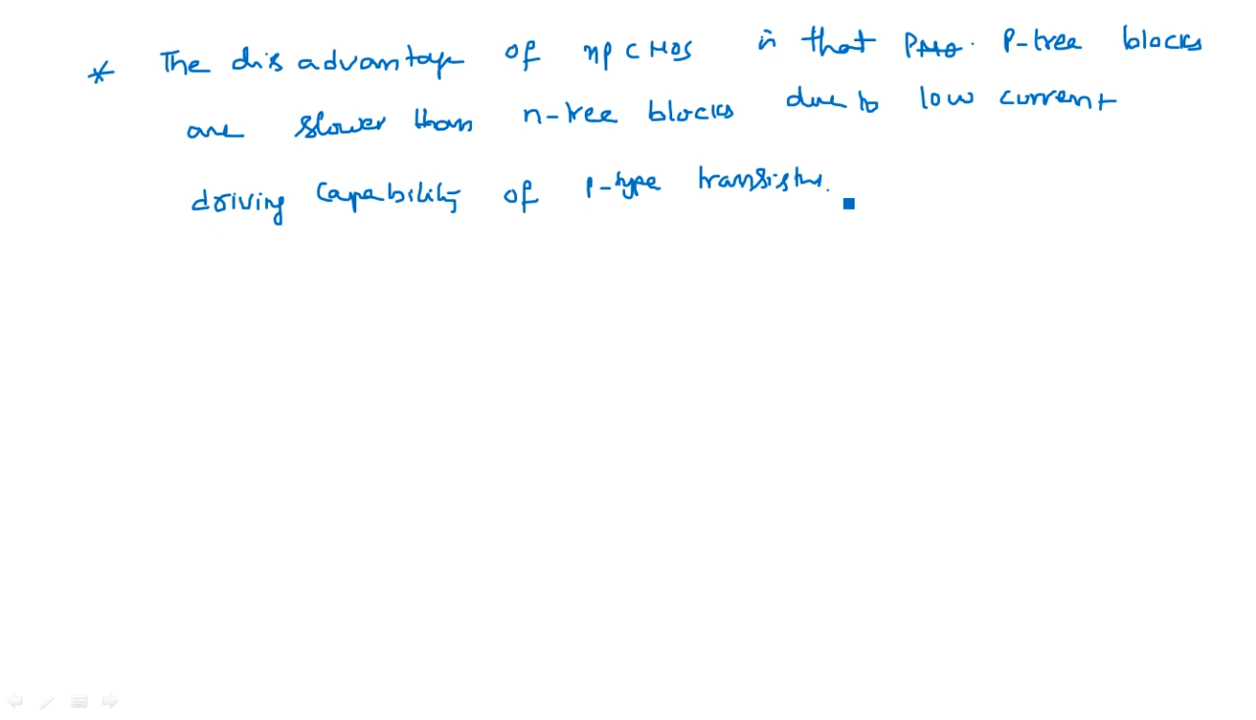 * The disadvantage of np CMOS is that P-tree blocks
are slower than n-tree blocks due to low current
driving capability of P-type transistors.